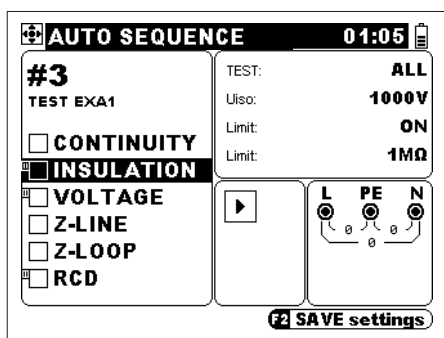 AUTO SEQUENCE 01:05
#3
TEST EXA1
CONTINUITY
INSULATION
VOLTAGE
Z-LINE
Z-LOOP
RCD
TEST: ALL
Uiso: 1000V
Limit: ON
Limit: 1MΩ
L PE N
0 0
0
F2 SAVE settings